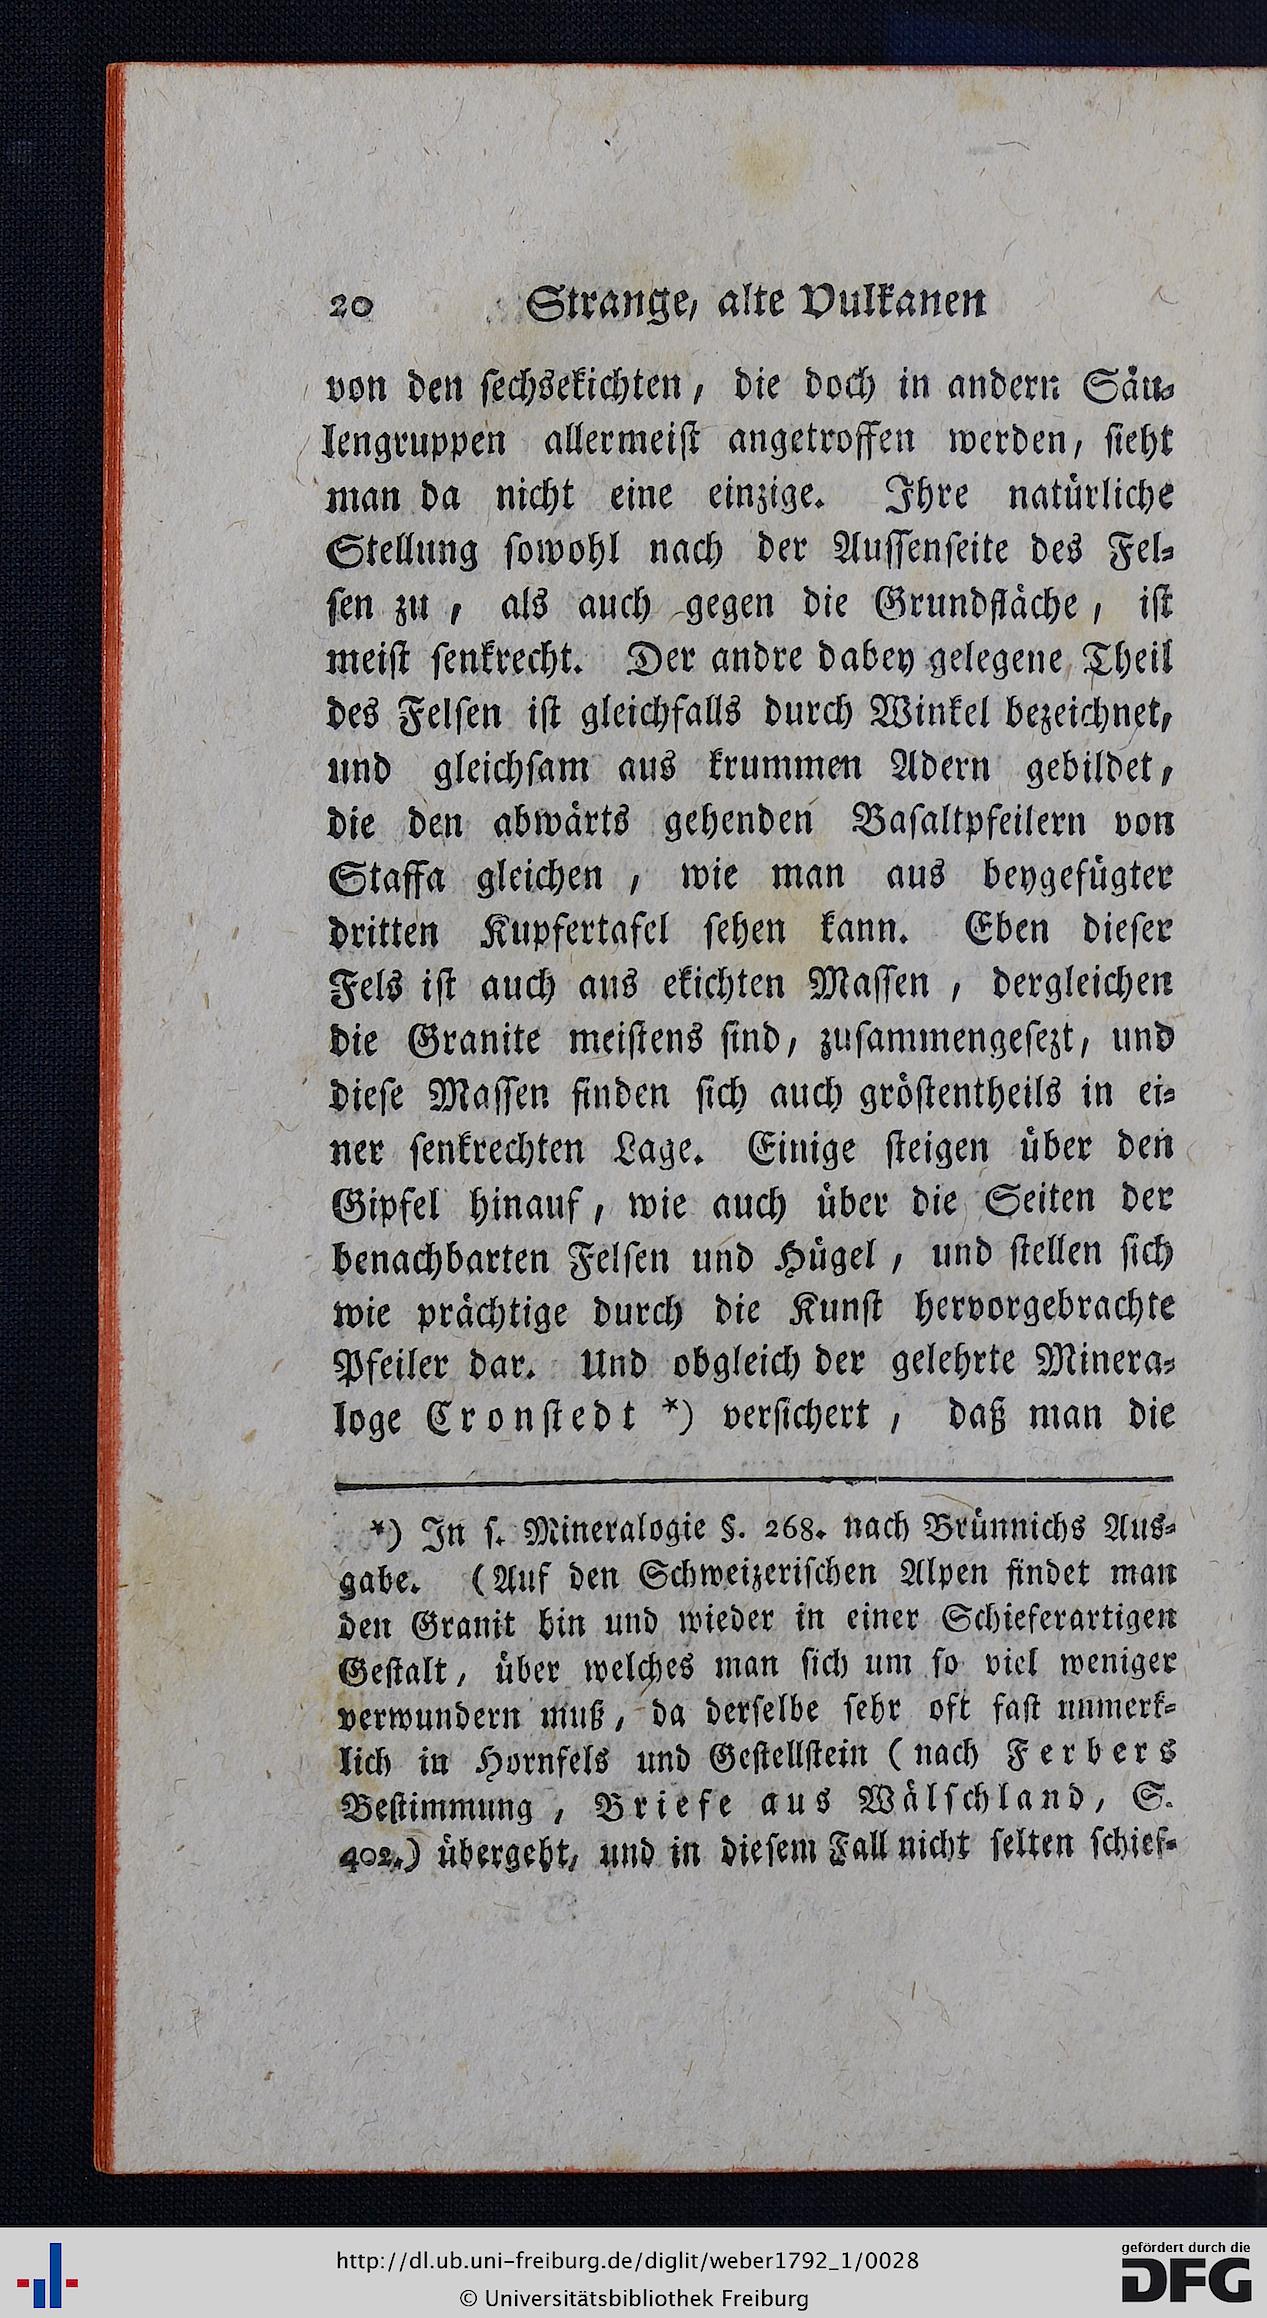 20 Strange, alte Vulkanen
von den ſechsekichten, die doch in andern Säu-
lengruppen allermeiſt angetroffen werden, ſieht
man da nicht eine einzige. Ihre natürliche
Stellung ſowohl nach der Auſſenſeite des Fel-
ſen zu, als auch gegen die Grundfläche, iſt
meiſt ſenkrecht. Der andre dabey gelegene Theil
des Felſen iſt gleichfalls durch Winkel bezeichnet,
und gleichſam aus krummen Adern gebildet,
die den abwärts gehenden Baſaltpfeilern von
Staffa gleichen, wie man aus beygefügter
dritten Kupfertafel ſehen kann. Eben dieſer
Fels iſt auch aus ekichten Maſſen, dergleichen
die Granite meiſtens ſind, zuſammengeſezt, und
dieſe Maſſen finden ſich auch gröſtentheils in ei-
ner ſenkrechten Lage. Einige ſteigen über den
Gipfel hinauf, wie auch über die Seiten der
benachbarten Felſen und Hügel, und ſtellen ſich
wie prächtige durch die Kunſt hervorgebrachte
Pfeiler dar. Und obgleich der gelehrte Minera-
loge Cronſtedt *) verſichert, daß man die
*) In ſ. Mineralogie §. 268. nach Brünnichs Aus-
gabe. (Auf den Schweizeriſchen Alpen findet man
den Granit hin und wieder in einer Schieferartigen
Geſtalt, über welches man ſich um ſo viel weniger
verwundern muß, da derſelbe ſehr oft faſt unmerk-
lich in Hornfels und Geſtellſtein (nach Ferbers
Beſtimmung, Briefe aus Wälſchland, S.
402.) übergeht, und in dieſem Fall nicht ſelten ſchief-
http://dl.ub.uni-freiburg.de/diglit/weber1792_1/0028
© Universitätsbibliothek Freiburg
gefördert durch die
DFG